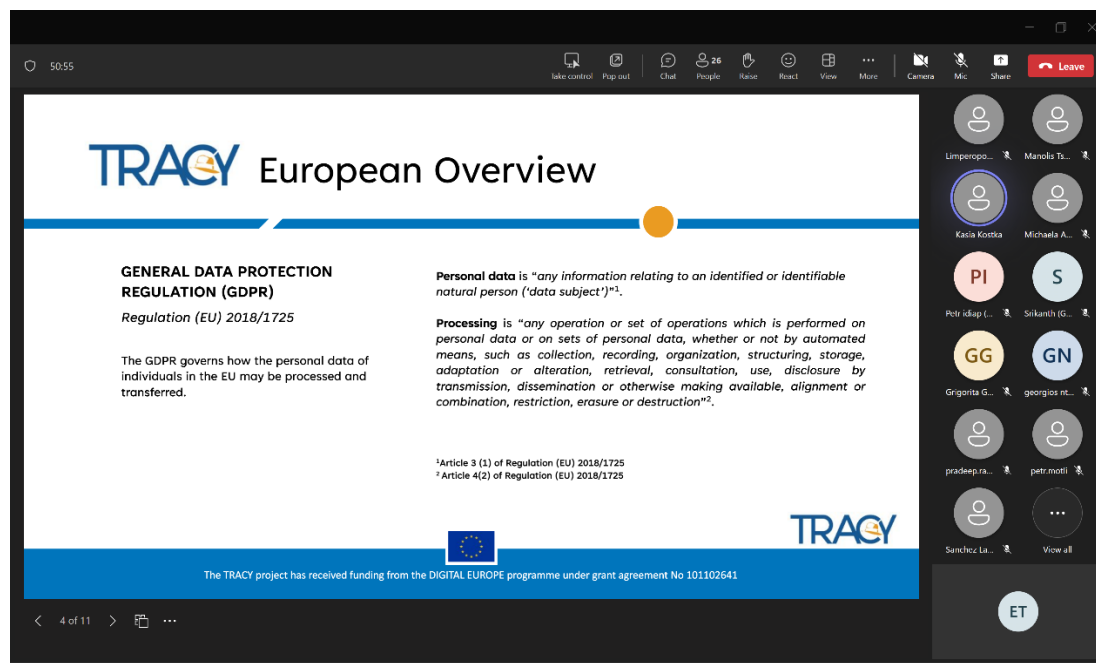 50:55
Take control
Pop out
Chat
26
People
Raise
React
View
More
Camera
Mic
Share
Leave
TRACY European Overview
GENERAL DATA PROTECTION
REGULATION (GDPR)
Regulation (EU) 2018/1725
The GDPR governs how the personal data of
individuals in the EU may be processed and
transferred.
Personal data is “any information relating to an identified or identifiable
natural person (‘data subject’)”¹.
Processing is “any operation or set of operations which is performed on
personal data or on sets of personal data, whether or not by automated
means, such as collection, recording, organization, structuring, storage,
adaptation or alteration, retrieval, consultation, use, disclosure by
transmission, dissemination or otherwise making available, alignment or
combination, restriction, erasure or destruction”².
¹Article 3 (1) of Regulation (EU) 2018/1725
² Article 4(2) of Regulation (EU) 2018/1725
TRACY
The TRACY project has received funding from the DIGITAL EUROPE programme under grant agreement No 101102641
4 of 11
Limperopo...
Manolis Ts...
Kasia Kostka
Michaela A...
PI
S
Petr idiap (...
Srikanth (G...
GG
GN
Grigorita G...
georgios nt...
pradeep.ra...
petr.motli
Sanchez La...
View all
ET